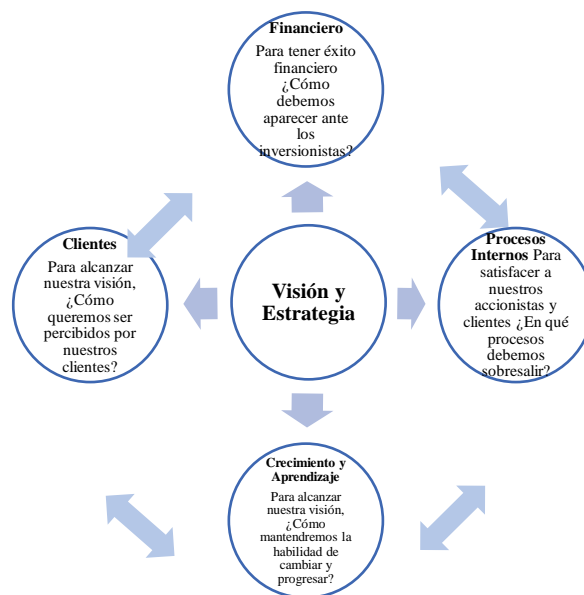 Financiero
Para tener éxito
financiero
¿Cómo
debemos
aparecer ante
los
inversionistas?
Clientes
Para alcanzar
nuestra visión,
¿Cómo
queremos ser
percibidos por
nuestros
clientes?
Visión y
Estrategia
Procesos
Internos Para
satisfacer a
nuestros
accionistas y
clientes ¿En qué
procesos
debemos
sobresalir?
Crecimiento y
Aprendizaje
Para alcanzar
nuestra visión,
¿Cómo
mantendremos la
habilidad de
cambiar y
progresar?